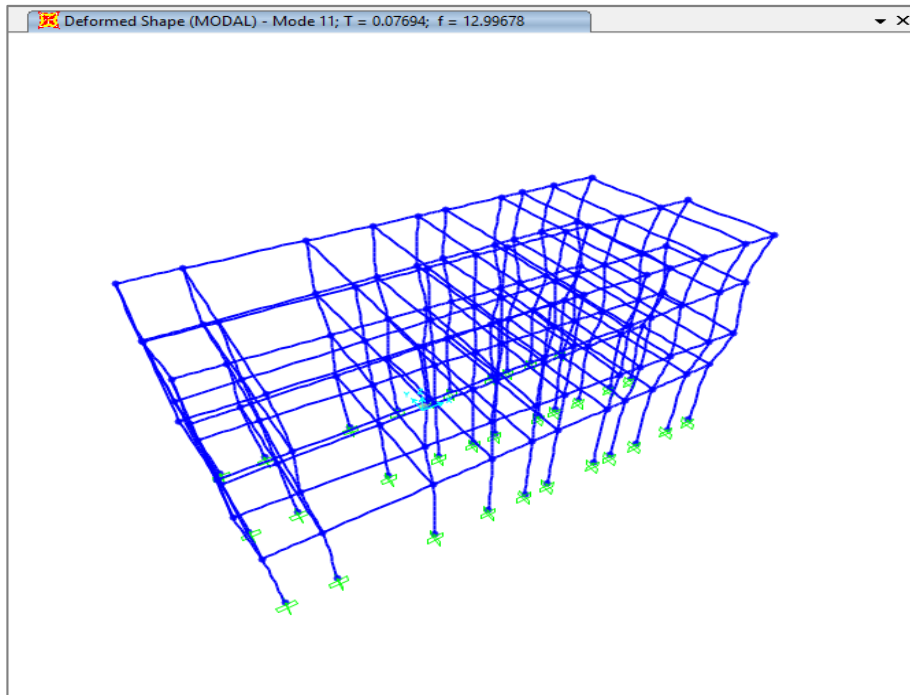 Deformed Shape (MODAL) - Mode 11; T = 0.07694; f = 12.99678